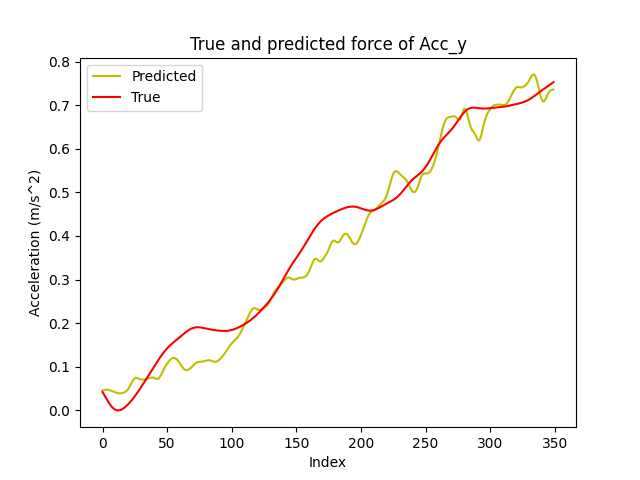 True and predicted force of Acc_y
Predicted
True
Acceleration (m/s^2)
0.8
0.7
0.6
0.5
0.4
0.3
0.2
0.1
0.0
0 50 100 150 200 250 300 350
Index